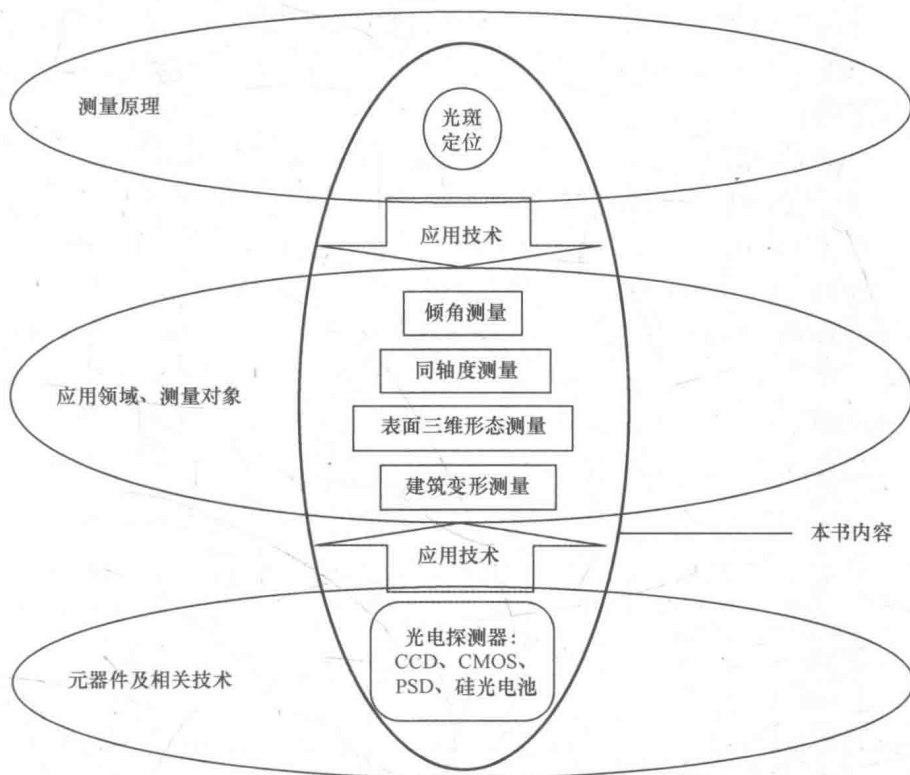 测量原理
光斑
定位
应用技术
倾角测量
同轴度测量
应用领域、测量对象
表面三维形态测量
建筑变形测量
本书内容
应用技术
光电探测器：
CCD、CMOS、
PSD、硅光电池
元器件及相关技术